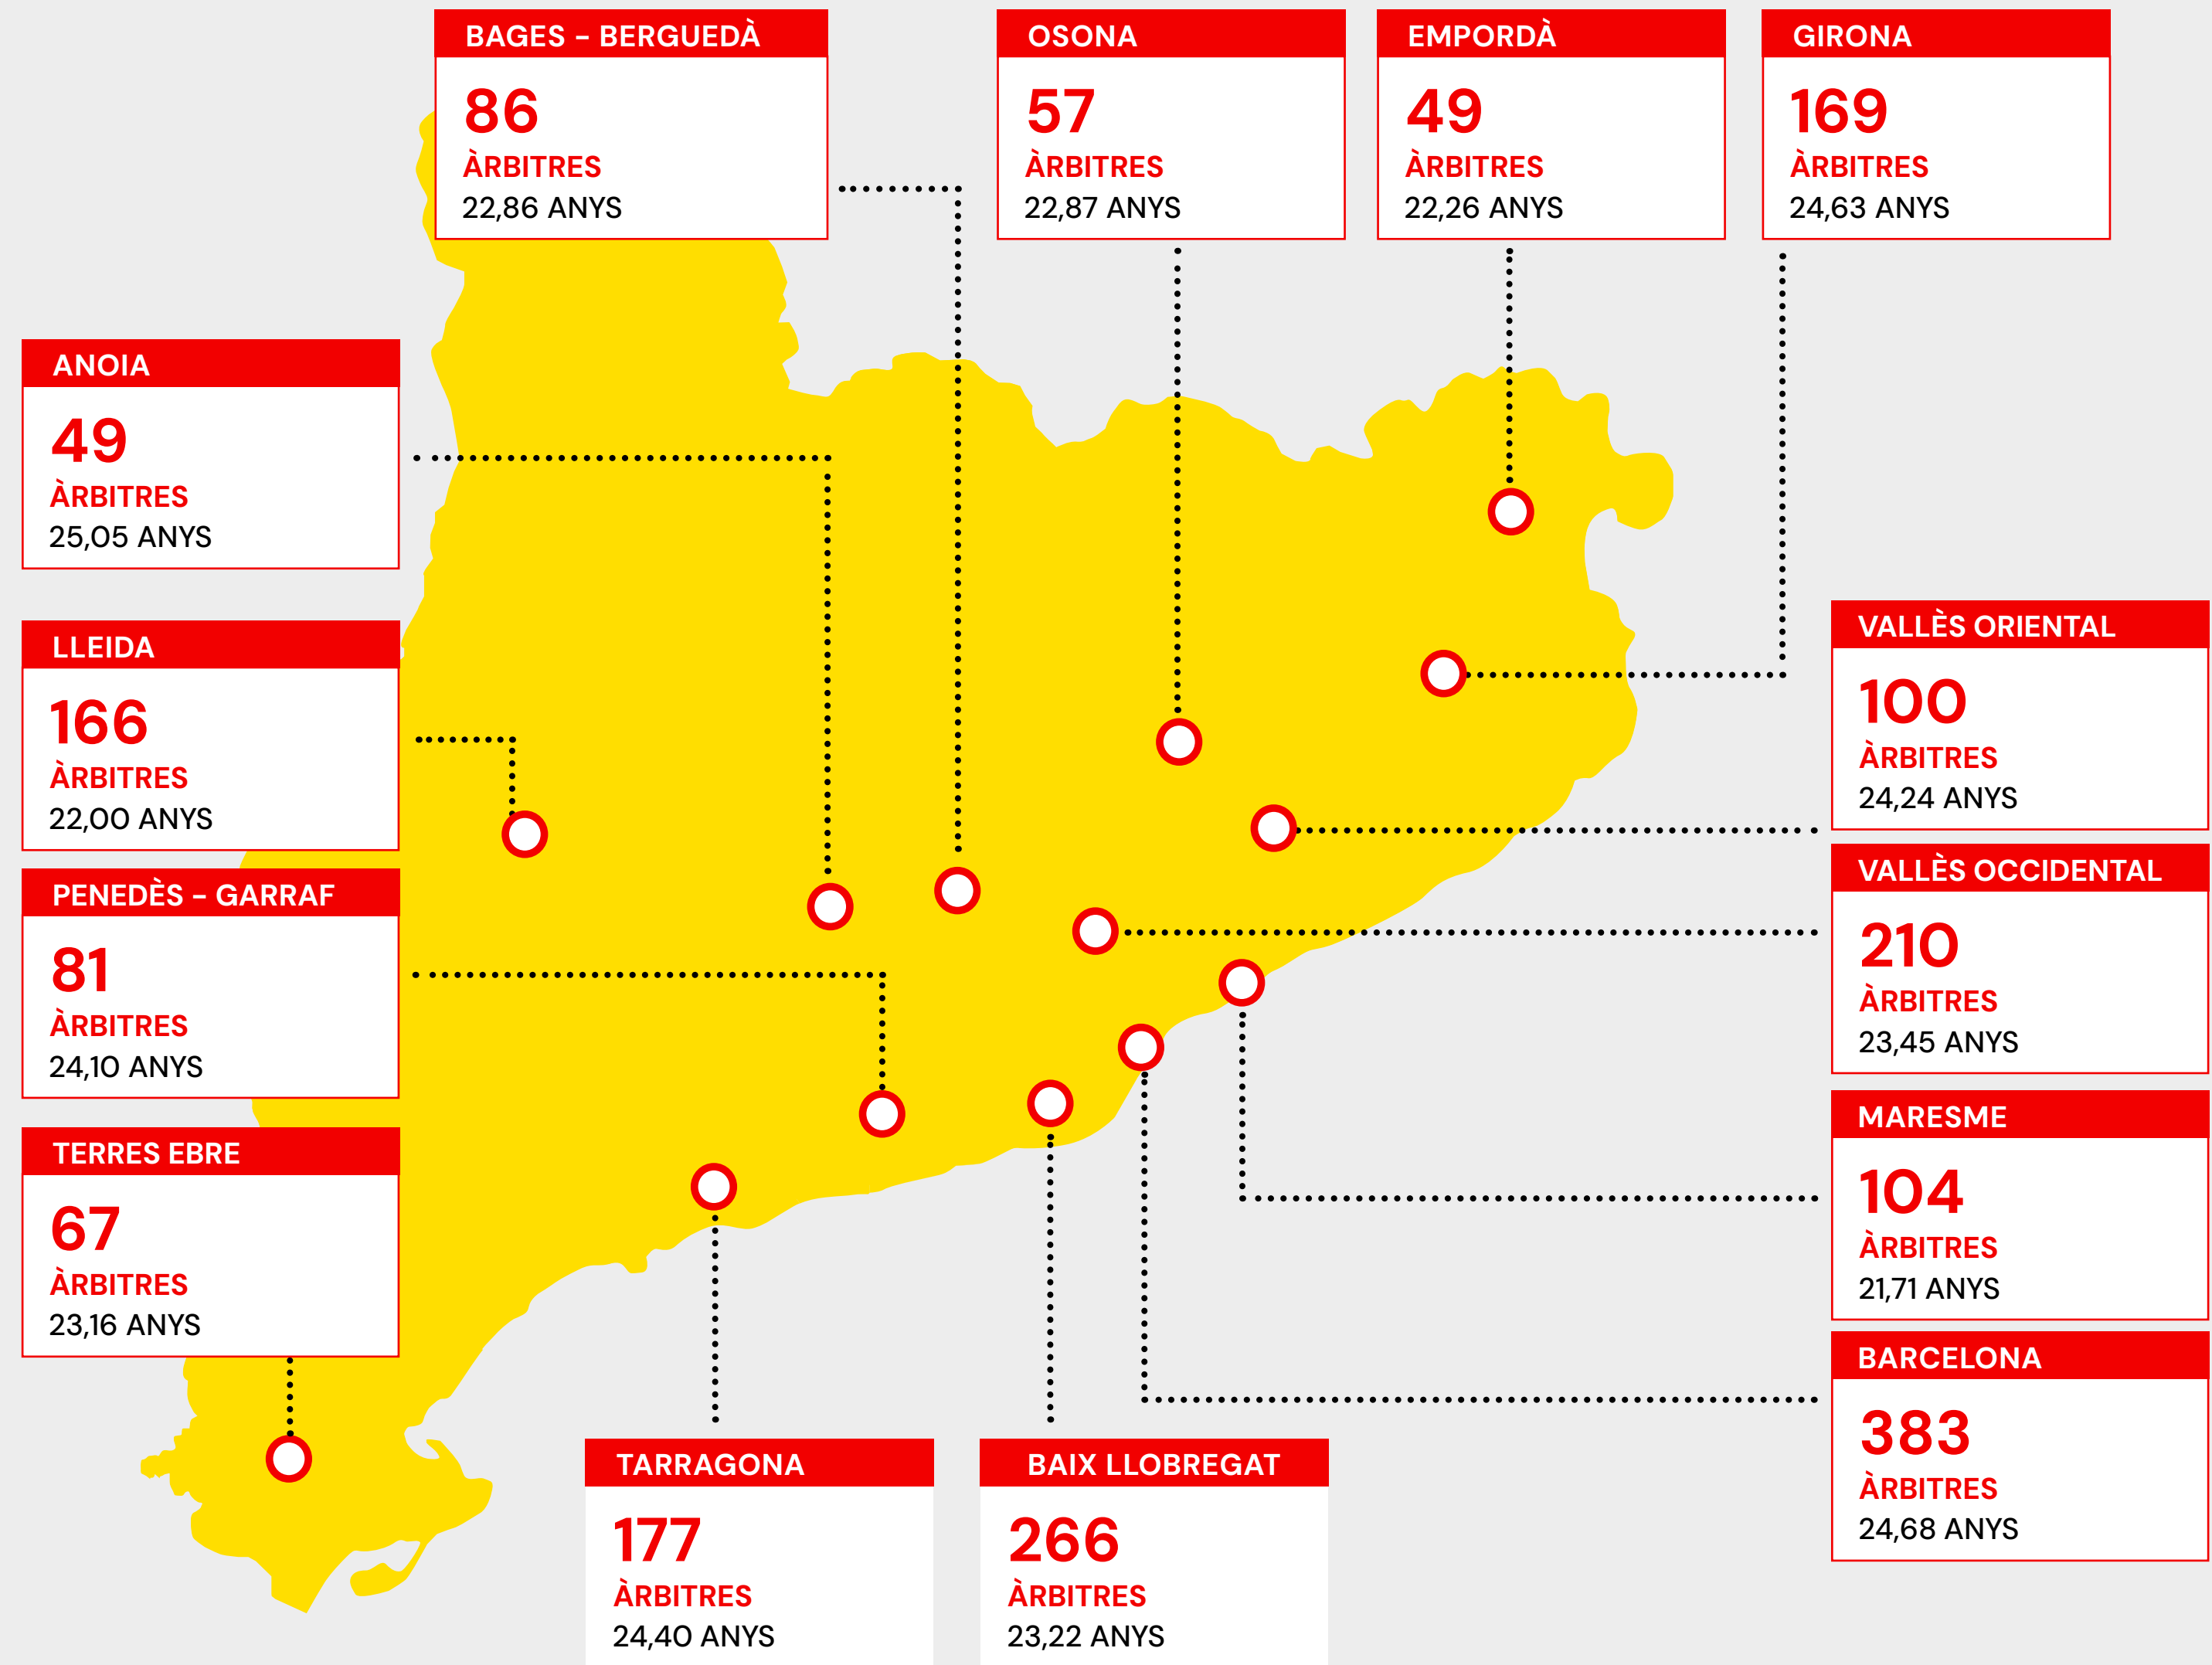 BAGES – BERGUEDÀ
86
ÀRBITRES
22,86 ANYS
OSONA
57
ÀRBITRES
22,87 ANYS
EMPORDÀ
49
ÀRBITRES
22,26 ANYS
GIRONA
169
ÀRBITRES
24,63 ANYS
ANOIA
49
ÀRBITRES
25,05 ANYS
LLEIDA
166
ÀRBITRES
22,00 ANYS
PENEDÈS – GARRAF
81
ÀRBITRES
24,10 ANYS
TERRES EBRE
67
ÀRBITRES
23,16 ANYS
VALLÈS ORIENTAL
100
ÀRBITRES
24,24 ANYS
VALLÈS OCCIDENTAL
210
ÀRBITRES
23,45 ANYS
MARESME
104
ÀRBITRES
21,71 ANYS
BARCELONA
383
ÀRBITRES
24,68 ANYS
TARRAGONA
177
ÀRBITRES
24,40 ANYS
BAIX LLOBREGAT
266
ÀRBITRES
23,22 ANYS